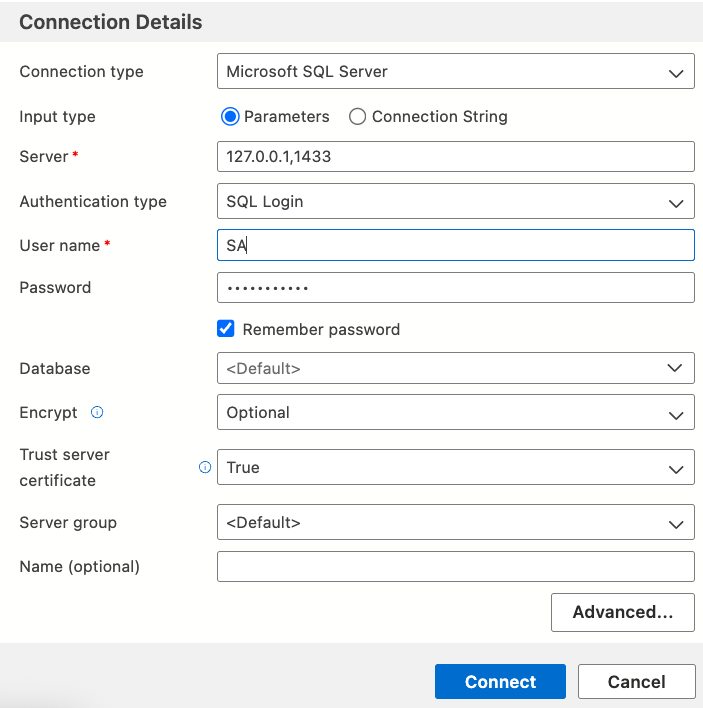 Connection Details
Connection type
Microsoft SQL Server
Input type
Parameters
Connection String
Server *
127.0.0.1,1433
Authentication type
SQL Login
User name *
SA
Password
•••••••••••
Remember password
Database
<Default>
Encrypt
Optional
Trust server
certificate
True
Server group
<Default>
Name (optional)
Advanced...
Connect
Cancel